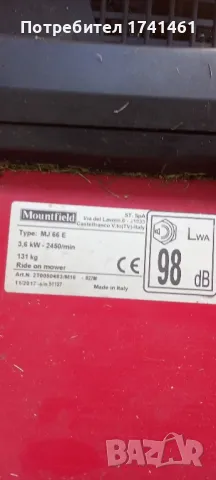 Потребител 1741461
Mountfield
ST. SpA
Via del Lavoro, 6
Castelfranco V.to(TV)-Italy
Type: MJ 66 E
3,6 kW - 2450/min
131 kg
Ride on mower
CE
LWA
98
dB
Made in Italy